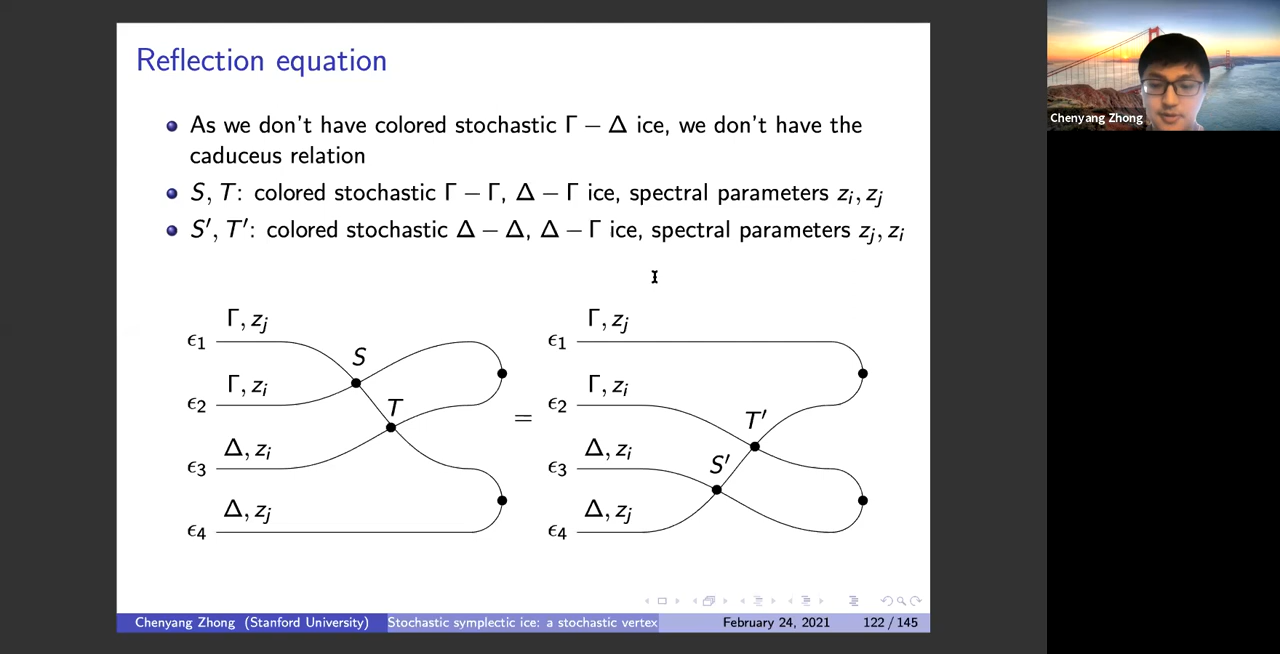 Reflection equation
As we don't have colored stochastic Γ − Δ ice, we don't have the
caduceus relation
S, T: colored stochastic Γ − Γ, Δ − Γ ice, spectral parameters z_i, z_j
S′, T′: colored stochastic Δ − Δ, Δ − Γ ice, spectral parameters z_j, z_i
Γ, z_j
ϵ_1
S
Γ, z_i
ϵ_2
T
Δ, z_i
ϵ_3
Δ, z_j
ϵ_4
=
Γ, z_j
ϵ_1
Γ, z_i
ϵ_2
T′
Δ, z_i
ϵ_3
S′
Δ, z_j
ϵ_4
Chenyang Zhong (Stanford University)
Stochastic symplectic ice: a stochastic vertex
February 24, 2021
122 / 145
Chenyang Zhong